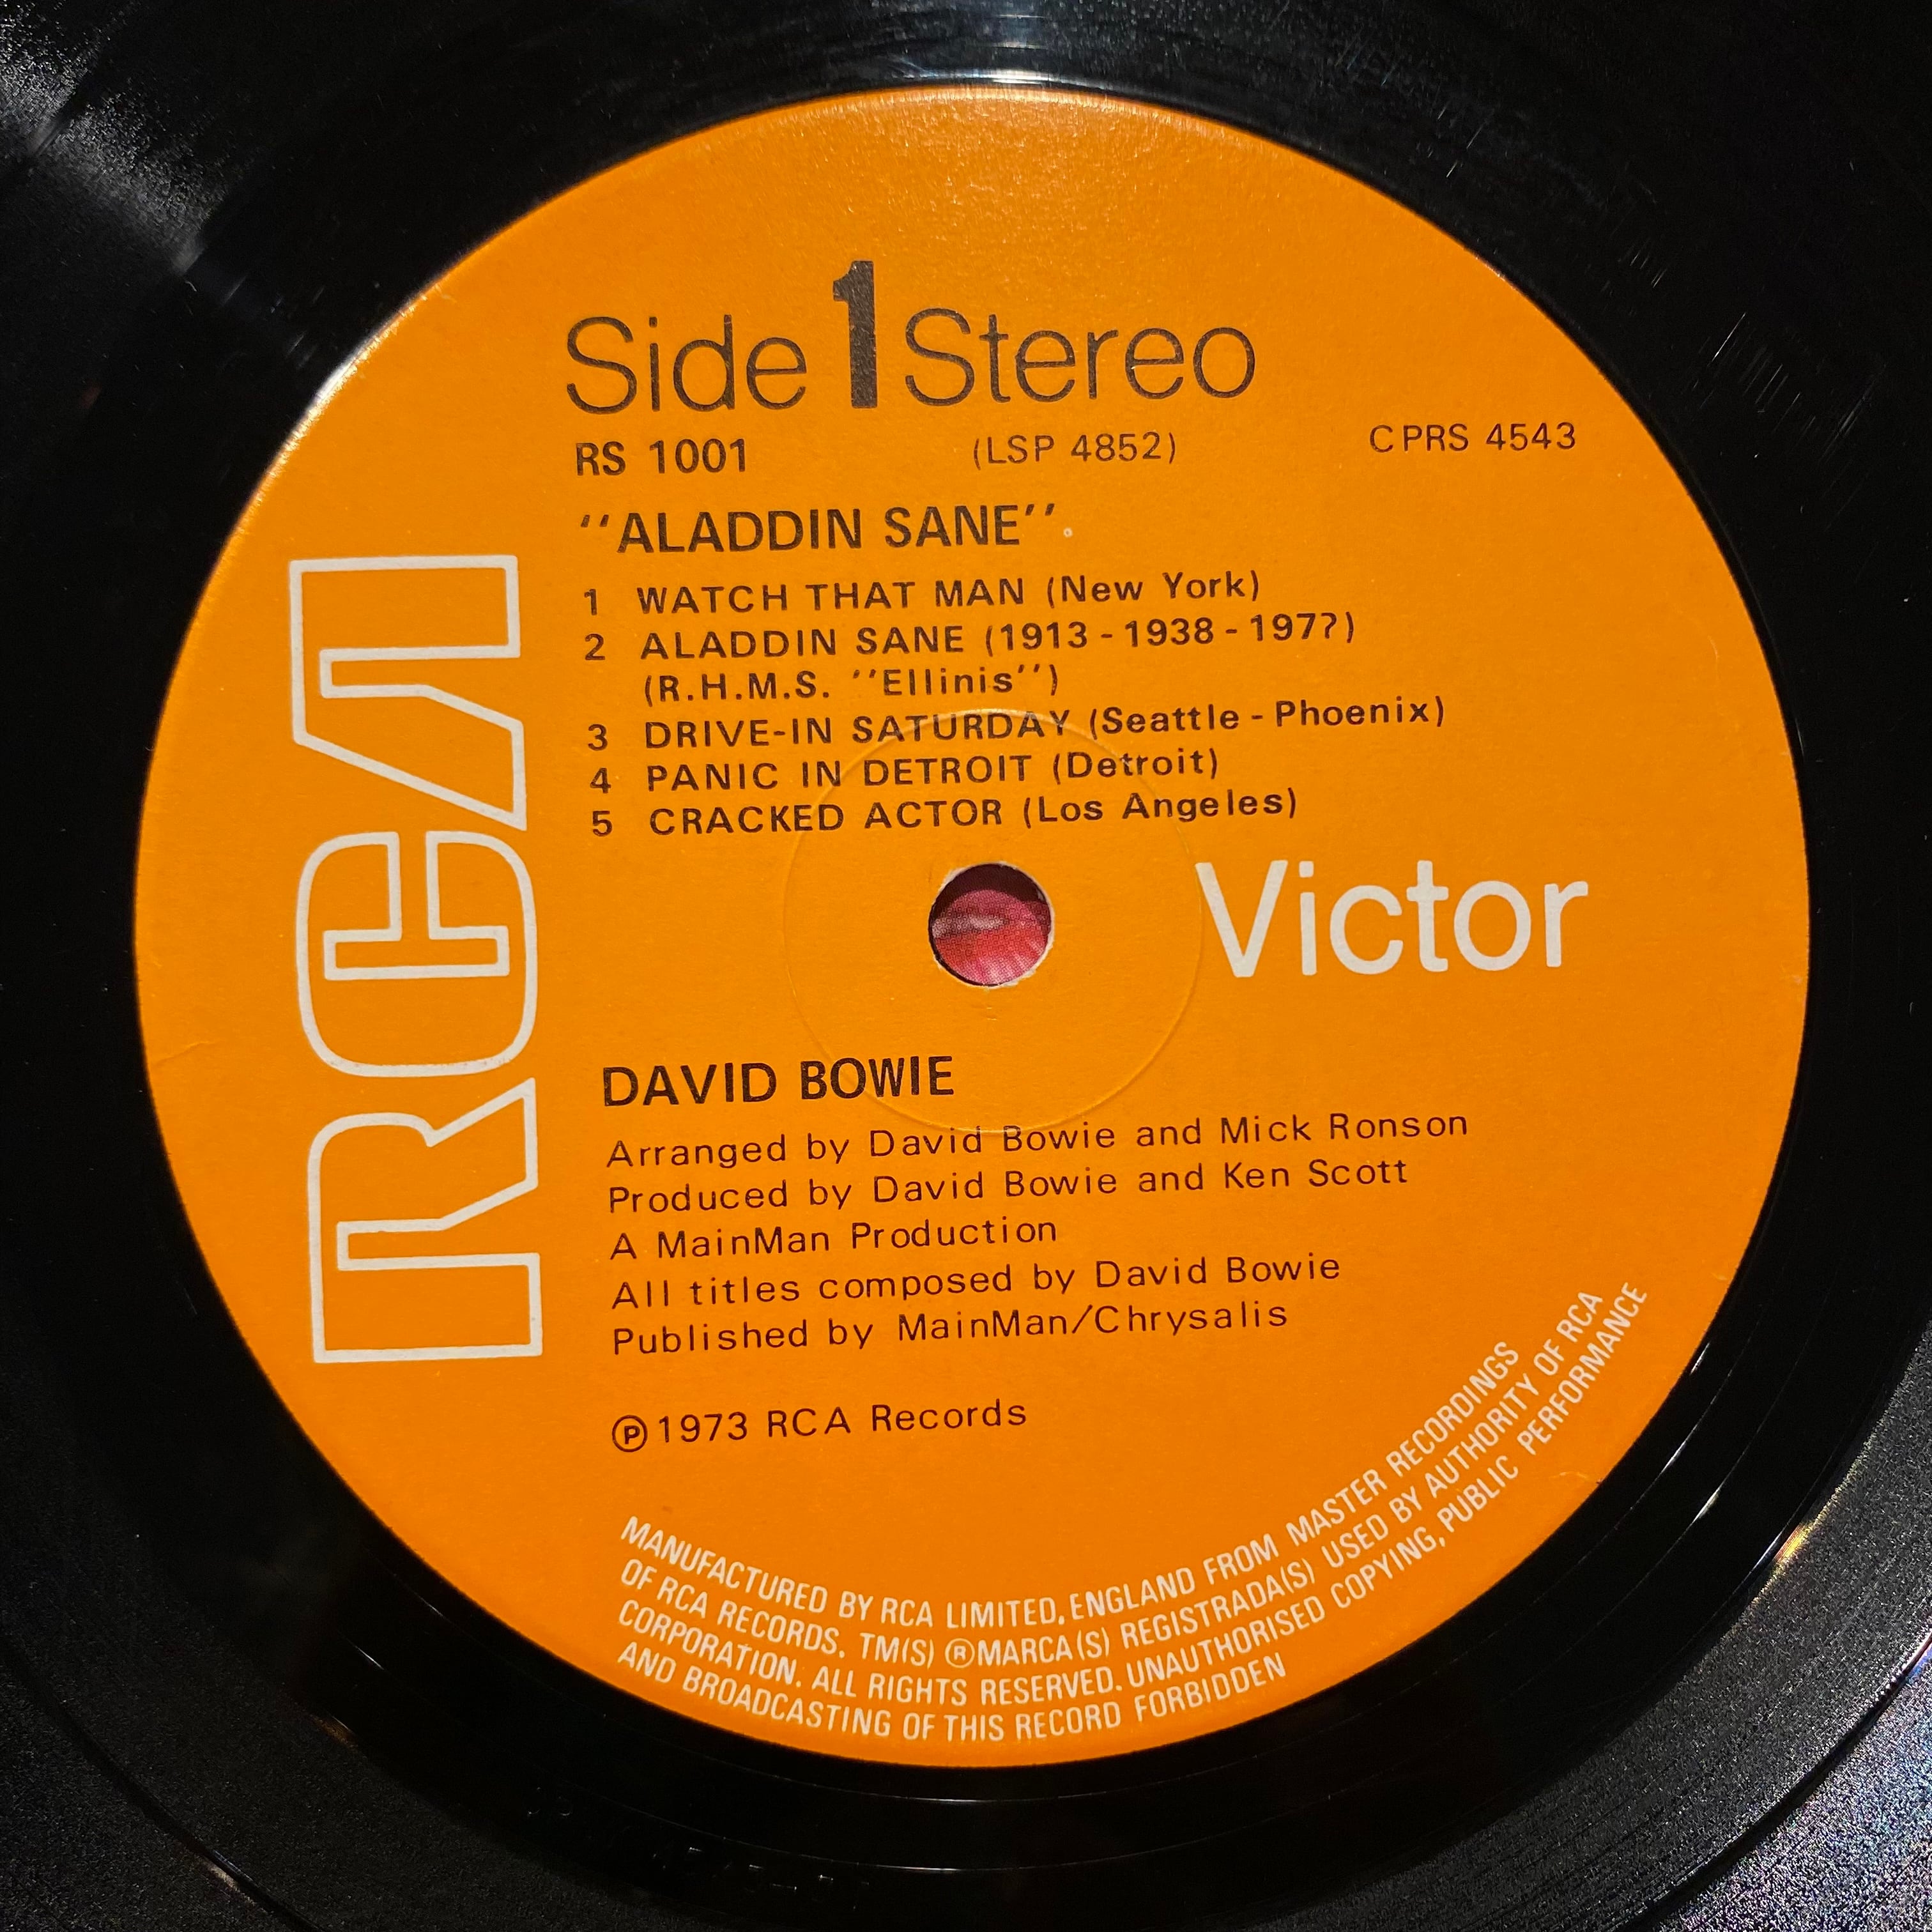 Side 1 Stereo
RS 1001 (LSP 4852) CPRS 4543
''ALADDIN SANE''
1 WATCH THAT MAN (New York)
2 ALADDIN SANE (1913 - 1938 - 197?)
(R.H.M.S. ''Ellinis'')
3 DRIVE-IN SATURDAY (Seattle - Phoenix)
4 PANIC IN DETROIT (Detroit)
5 CRACKED ACTOR (Los Angeles)
RCA
Victor
DAVID BOWIE
Arranged by David Bowie and Mick Ronson
Produced by David Bowie and Ken Scott
A MainMan Production
All titles composed by David Bowie
Published by MainMan/Chrysalis
℗ 1973 RCA Records
MANUFACTURED BY RCA LIMITED, ENGLAND FROM MASTER RECORDINGS
OF RCA RECORDS. TM(S) ® MARCA(S) REGISTRADA(S) USED BY AUTHORITY OF RCA
CORPORATION. ALL RIGHTS RESERVED. UNAUTHORISED COPYING, PUBLIC PERFORMANCE
AND BROADCASTING OF THIS RECORD FORBIDDEN